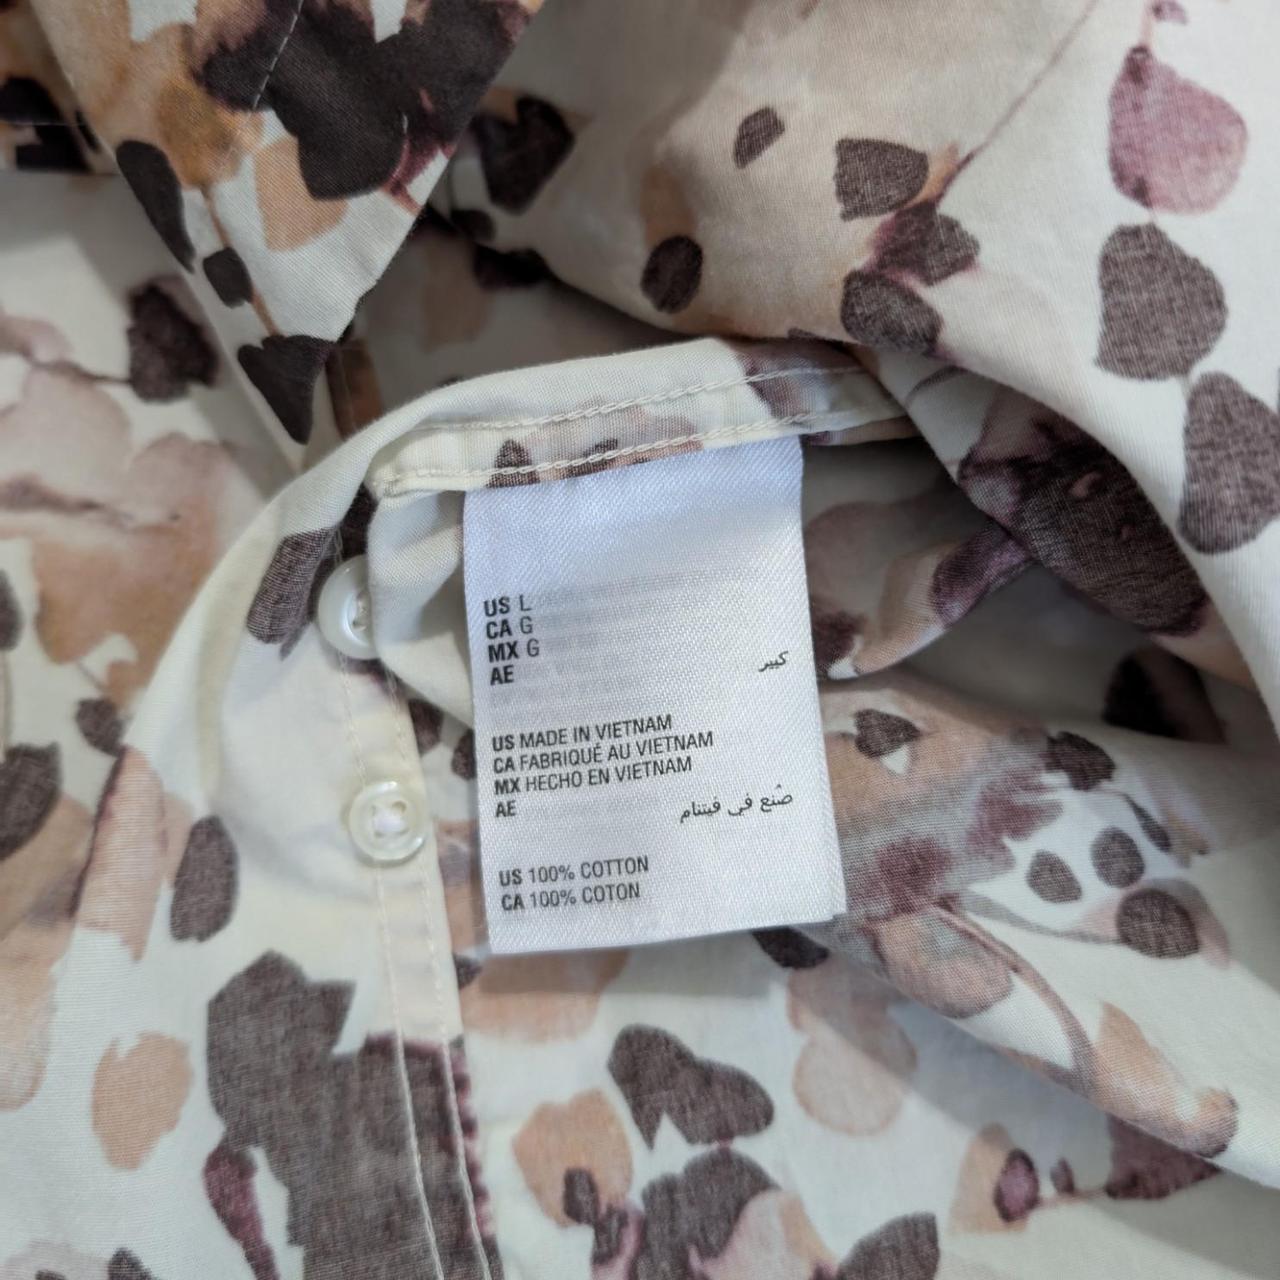 US L
CA G
MX G
AE كبير
US MADE IN VIETNAM
CA FABRIQUÉ AU VIETNAM
MX HECHO EN VIETNAM
AE صُنع في فيتنام
US 100% COTTON
CA 100% COTON